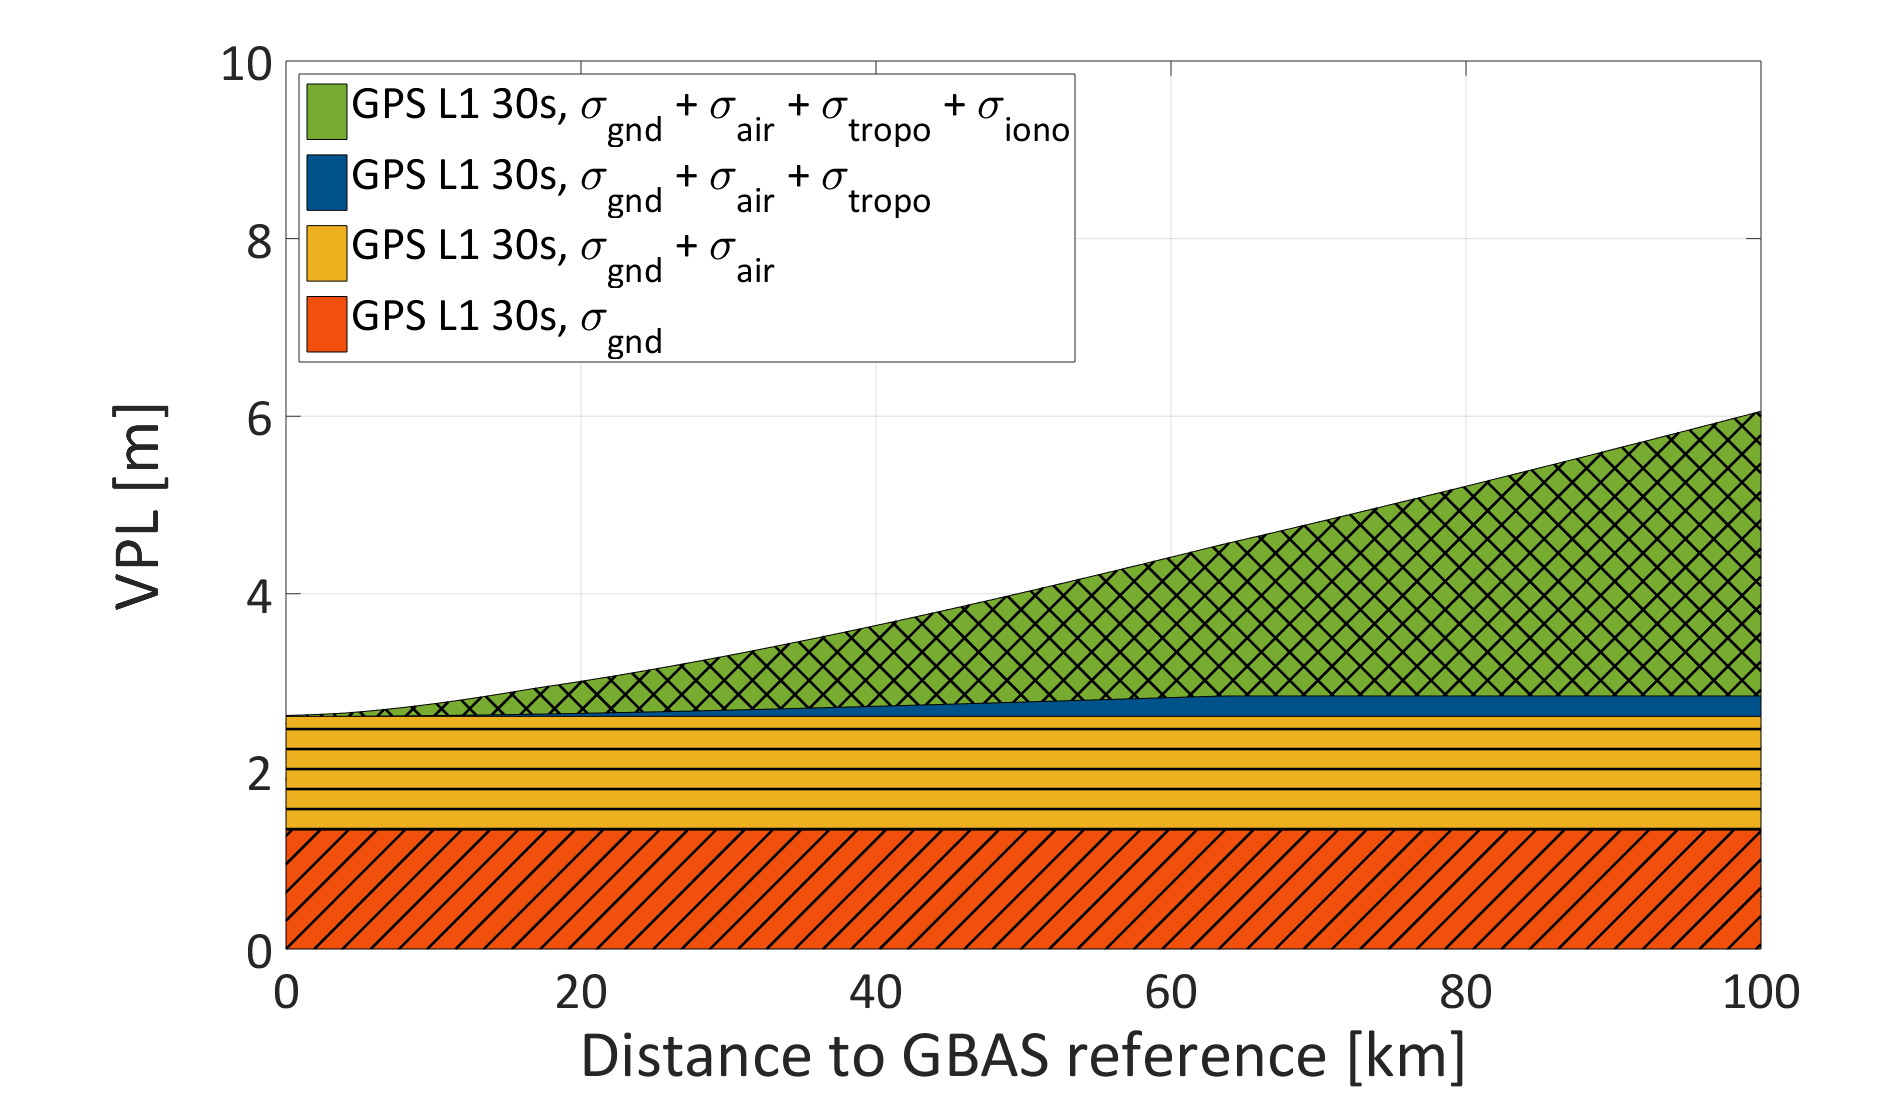 10
8
6
4
2
0
VPL [m]
GPS L1 30s, σgnd + σair + σtropo + σiono
GPS L1 30s, σgnd + σair + σtropo
GPS L1 30s, σgnd + σair
GPS L1 30s, σgnd
0 20 40 60 80 100
Distance to GBAS reference [km]